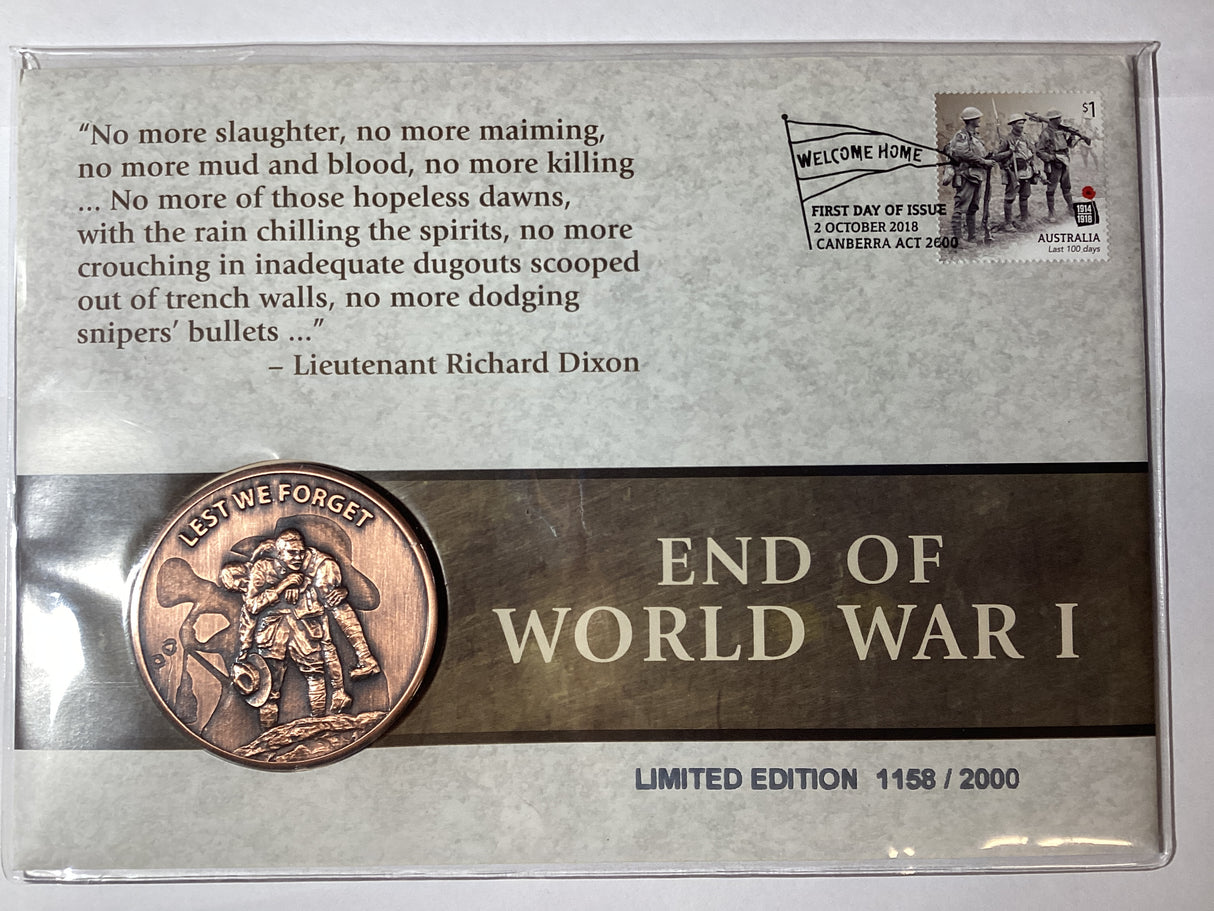 “No more slaughter, no more maiming,
no more mud and blood, no more killing
... No more of those hopeless dawns,
with the rain chilling the spirits, no more
crouching in inadequate dugouts scooped
out of trench walls, no more dodging
snipers’ bullets ...”
– Lieutenant Richard Dixon
WELCOME HOME
FIRST DAY OF ISSUE
2 OCTOBER 2018
CANBERRA ACT 2600
$1
1914
1918
AUSTRALIA
Last 100 days
LEST WE FORGET
END OF
WORLD WAR I
LIMITED EDITION 1158 / 2000